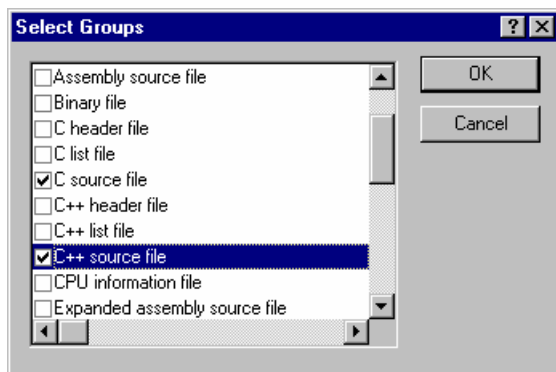 Select Groups
Assembly source file
Binary file
C header file
C list file
C source file
C++ header file
C++ list file
C++ source file
CPU information file
Expanded assembly source file
OK
Cancel